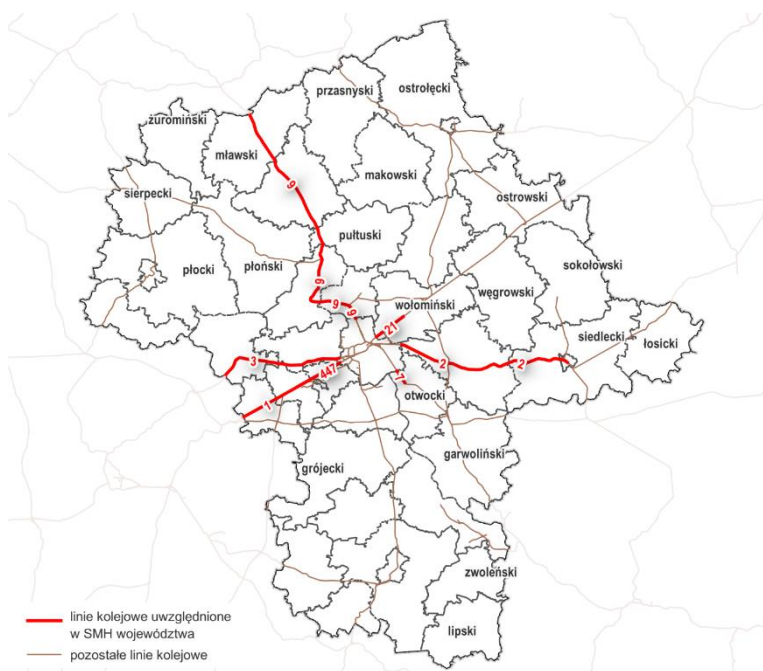 przasnyski
ostrołęcki
żuromiński
mławski
makowski
9
sierpecki
ostrowski
pułtuski
płocki
płoński
sokołowski
węgrowski
9
wołomiński
9
9
21
siedlecki
łosicki
3
2
2
447
7
1
otwocki
garwoliński
grójecki
zwoleński
lipski
linie kolejowe uwzględnione
w SMH województwa
pozostałe linie kolejowe